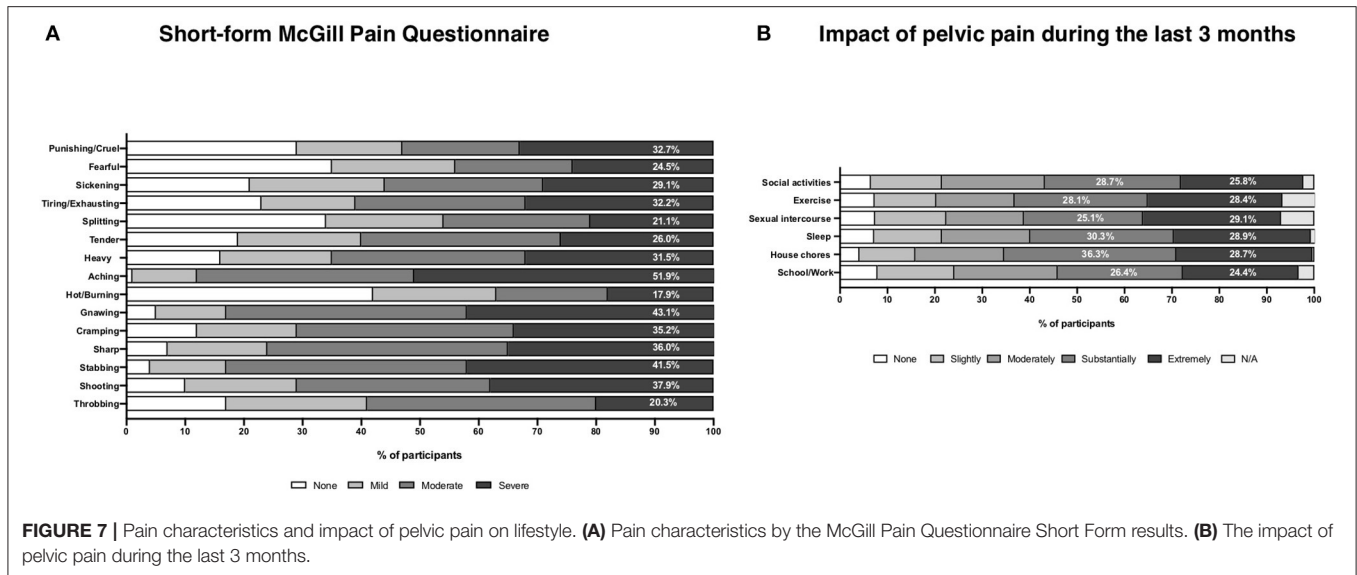 A Short-form McGill Pain Questionnaire
Punishing/Cruel 32.7%
Fearful 24.5%
Sickening 29.1%
Tiring/Exhausting 32.2%
Splitting 21.1%
Tender 26.0%
Heavy 31.5%
Aching 51.9%
Hot/Burning 17.9%
Gnawing 43.1%
Cramping 35.2%
Sharp 36.0%
Stabbing 41.5%
Shooting 37.9%
Throbbing 20.3%
0 10 20 30 40 50 60 70 80 90 100
% of participants
None Mild Moderate Severe
B Impact of pelvic pain during the last 3 months
Social activities 28.7% 25.8%
Exercise 28.1% 28.4%
Sexual intercourse 25.1% 29.1%
Sleep 30.3% 28.9%
House chores 36.3% 28.7%
School/Work 26.4% 24.4%
0 10 20 30 40 50 60 70 80 90 100
% of participants
None Slightly Moderately Substantially Extremely N/A
FIGURE 7 | Pain characteristics and impact of pelvic pain on lifestyle. (A) Pain characteristics by the McGill Pain Questionnaire Short Form results. (B) The impact of
pelvic pain during the last 3 months.